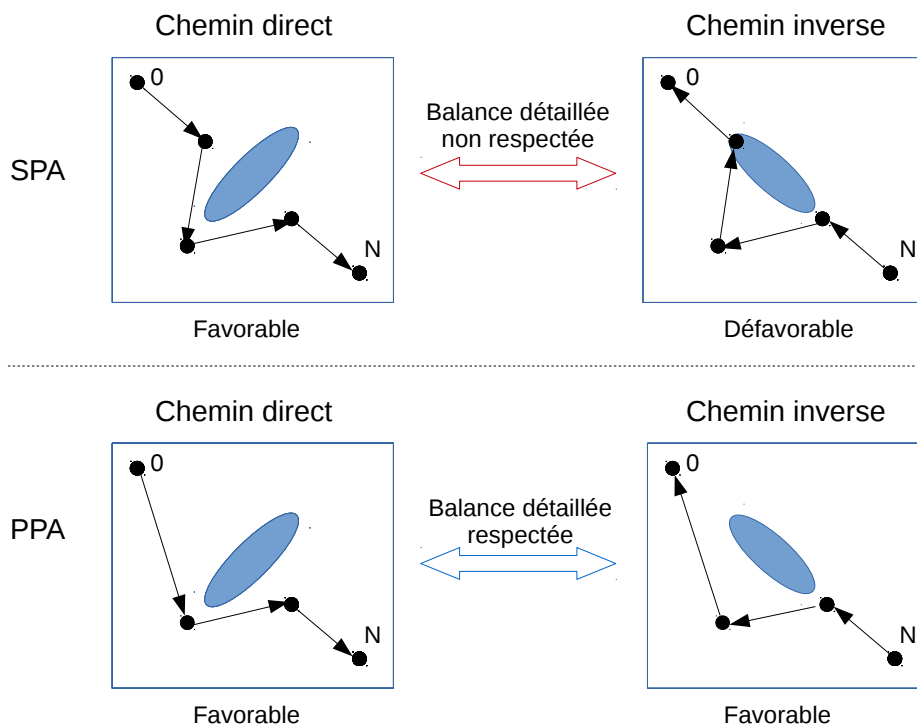 Chemin direct
Chemin inverse
0
0
Balance détaillée
non respectée
SPA
N
N
Favorable
Défavorable
Chemin direct
Chemin inverse
0
0
Balance détaillée
respectée
PPA
N
N
Favorable
Favorable